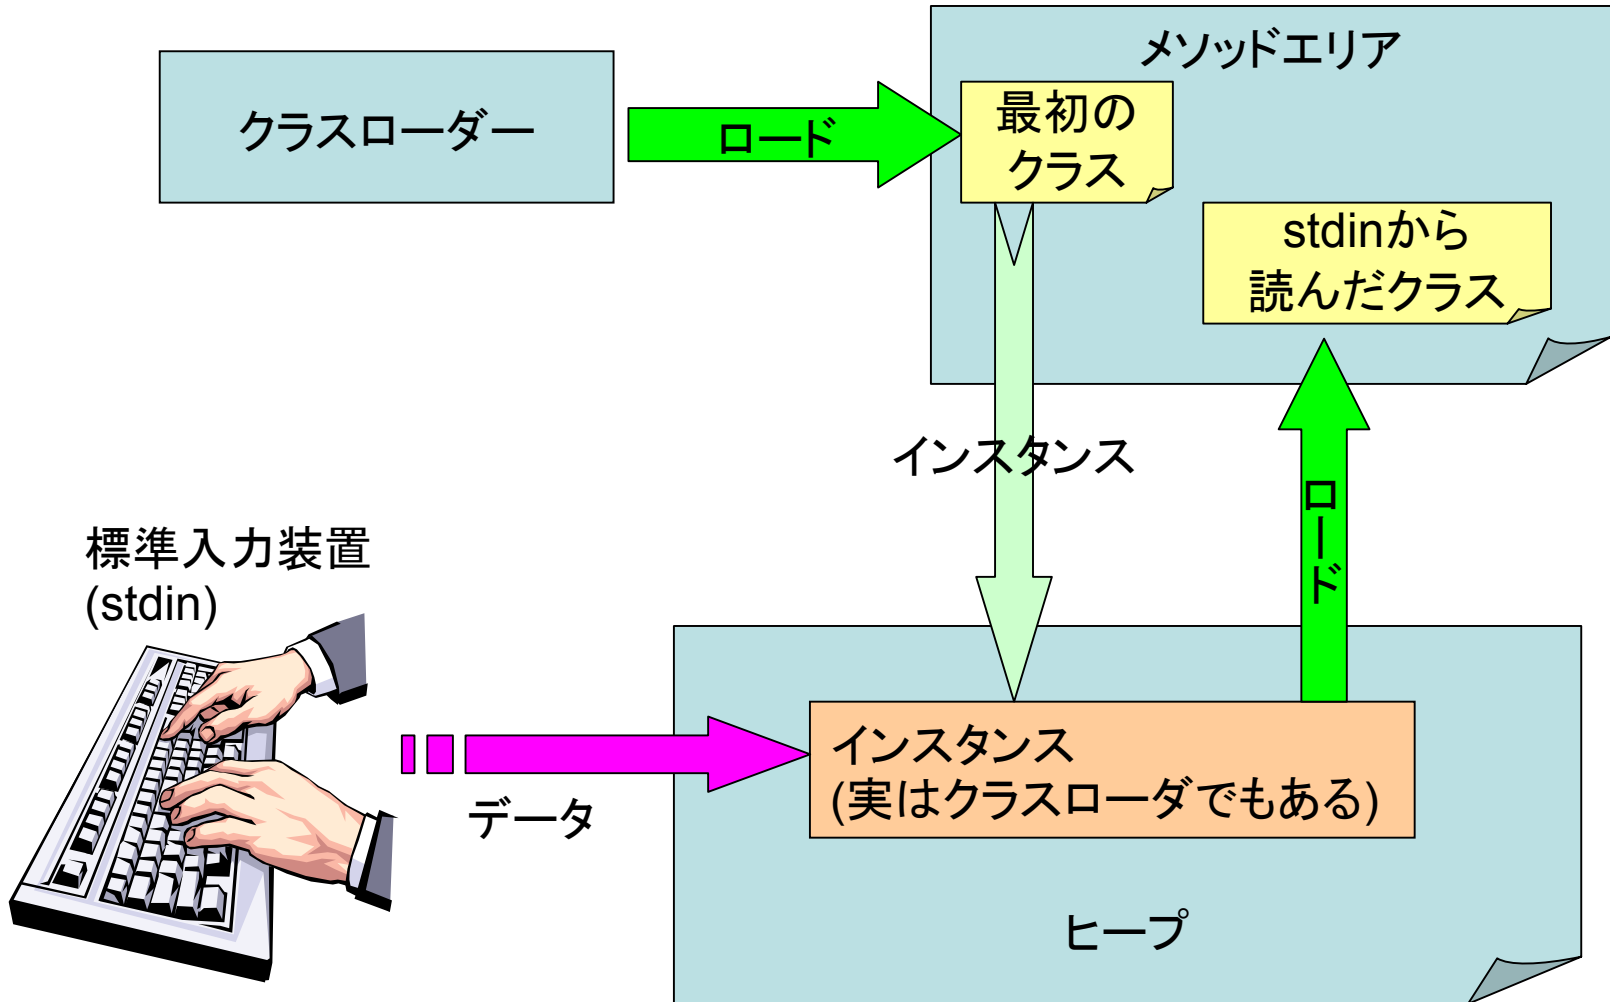 メソッドエリア
クラスローダー
ロード
最初の
クラス
stdinから
読んだクラス
インスタンス
ロード
標準入力装置
(stdin)
データ
インスタンス
(実はクラスローダでもある)
ヒープ